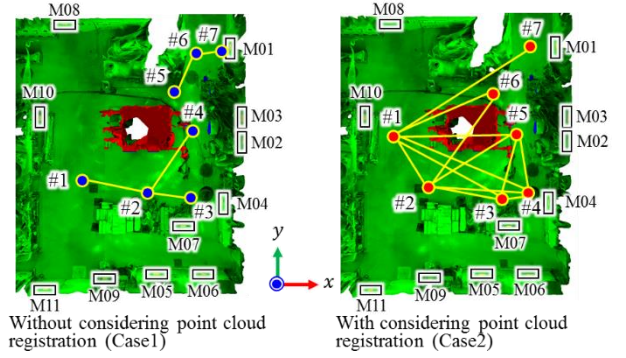 M08
#7
#6
M01
#5
M10
#4
M03
M02
#1
#2
#3
M04
M07
M11
M09
M05
M06
y
x
Without considering point cloud
registration (Case1)
M08
#7
M01
#6
M10
#5
M03
#1
M02
#2
#3
#4
M04
M07
M11
M09
M05
M06
With considering point cloud
registration (Case2)